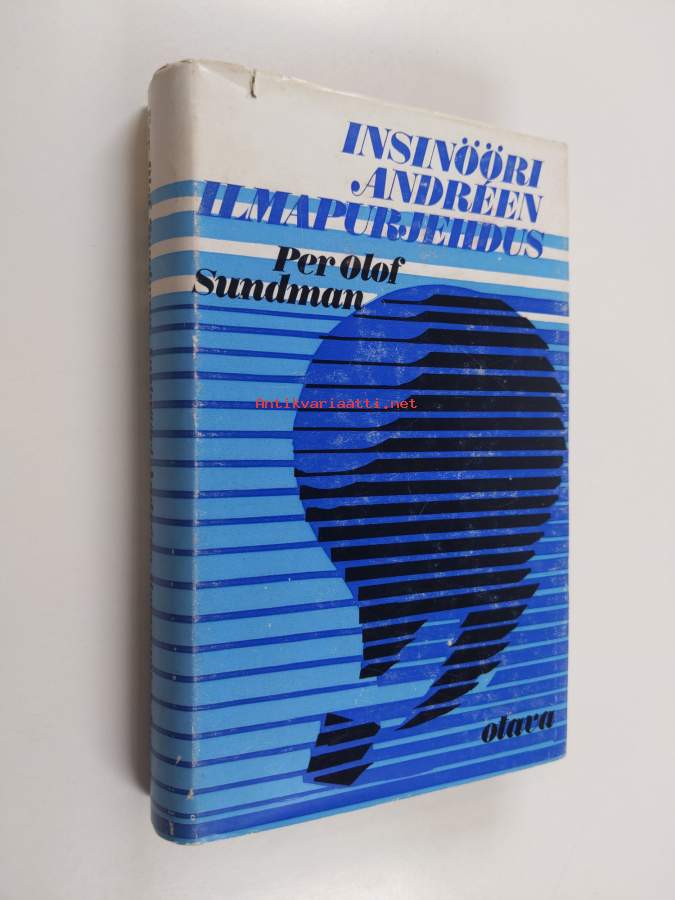 INSINÖÖRI
ANDRÉEN
ILMAPURJEHDUS
Per Olof
Sundman
Antikvariaatti.net
otava